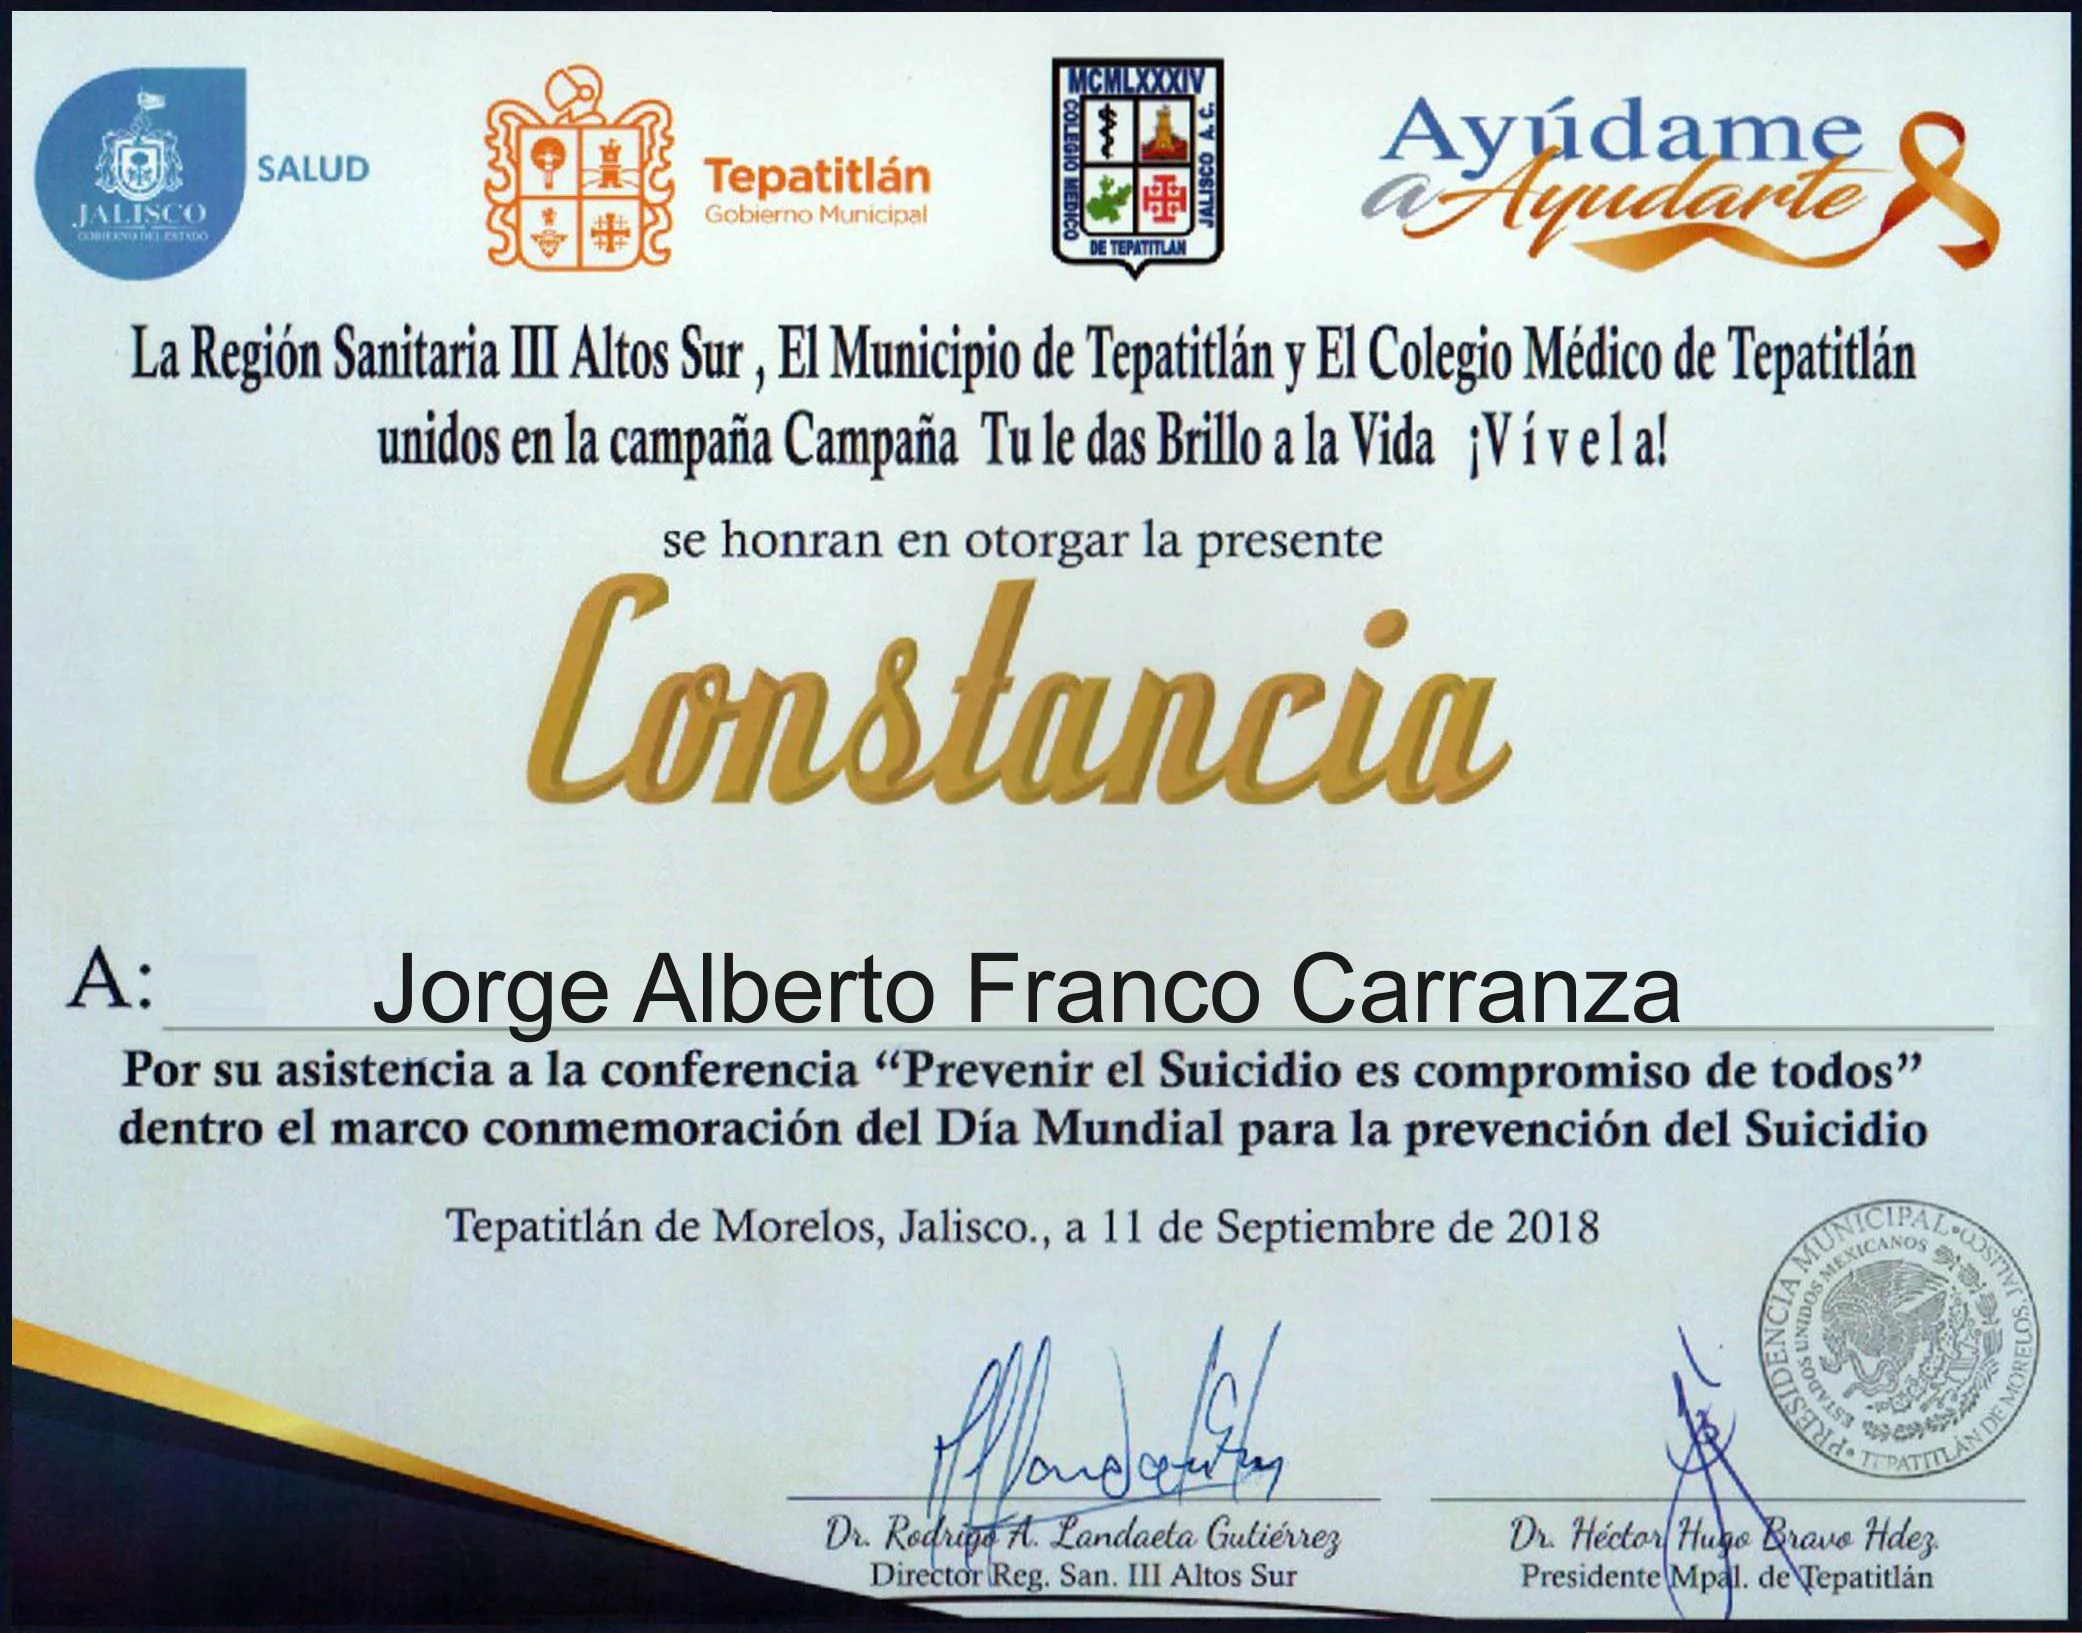 JALISCO
GOBIERNO DEL ESTADO
SALUD
Tepatitlán
Gobierno Municipal
MCMLXXXIV
COLEGIO MEDICO
JALISCO A.C.
DE TEPATITLAN
Ayúdame
a Ayudarte
La Región Sanitaria III Altos Sur , El Municipio de Tepatitlán y El Colegio Médico de Tepatitlán
unidos en la campaña Campaña Tu le das Brillo a la Vida ¡Vívela!
se honran en otorgar la presente
Constancia
A: Jorge Alberto Franco Carranza
Por su asistencia a la conferencia “Prevenir el Suicidio es compromiso de todos”
dentro el marco conmemoración del Día Mundial para la prevención del Suicidio
Tepatitlán de Morelos, Jalisco., a 11 de Septiembre de 2018
PRESIDENCIA MUNICIPAL
ESTADOS UNIDOS MEXICANOS
TEPATITLÁN DE MORELOS, JALISCO
Dr. Rodrigo A. Landaeta Gutiérrez
Director Reg. San. III Altos Sur
Dr. Héctor Hugo Bravo Hdez.
Presidente Mpal. de Tepatitlán